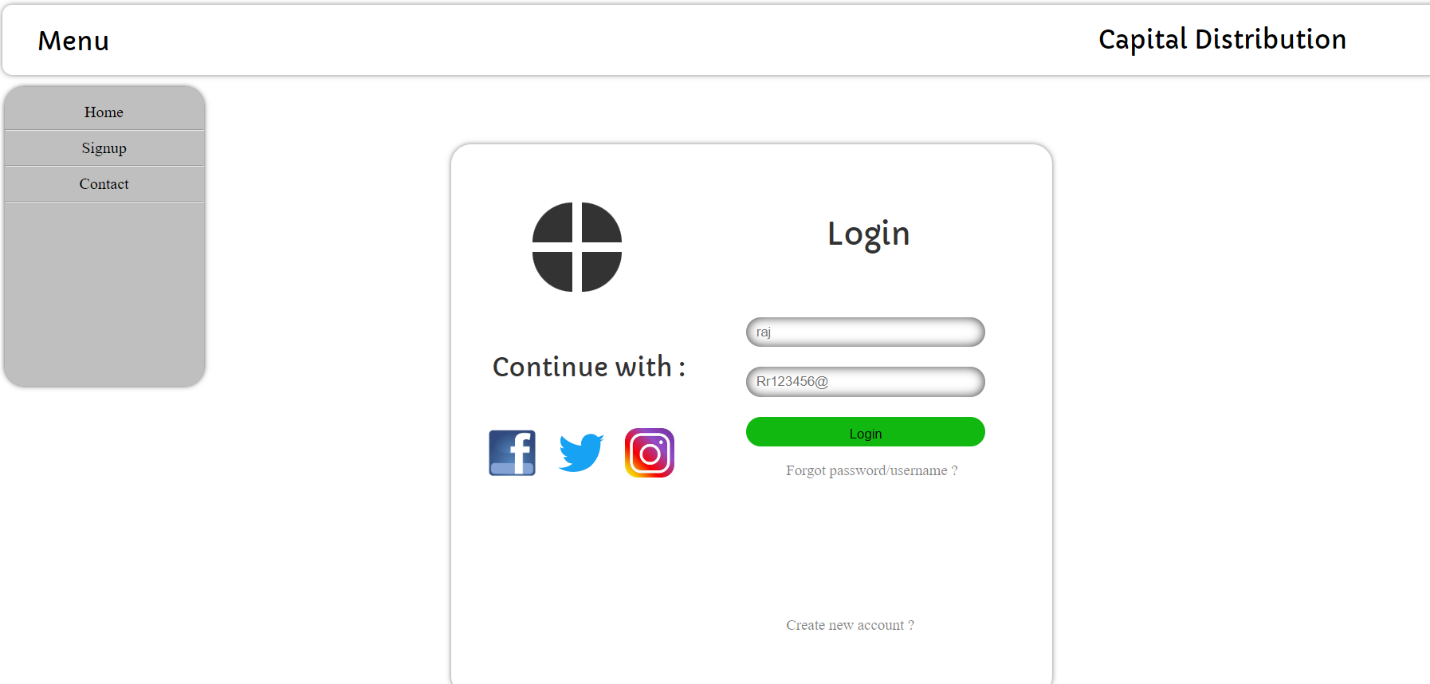 Menu
Capital Distribution
Home
Signup
Contact
Login
raj
Rr123456@
Login
Forgot password/username ?
Continue with :
f
Create new account ?